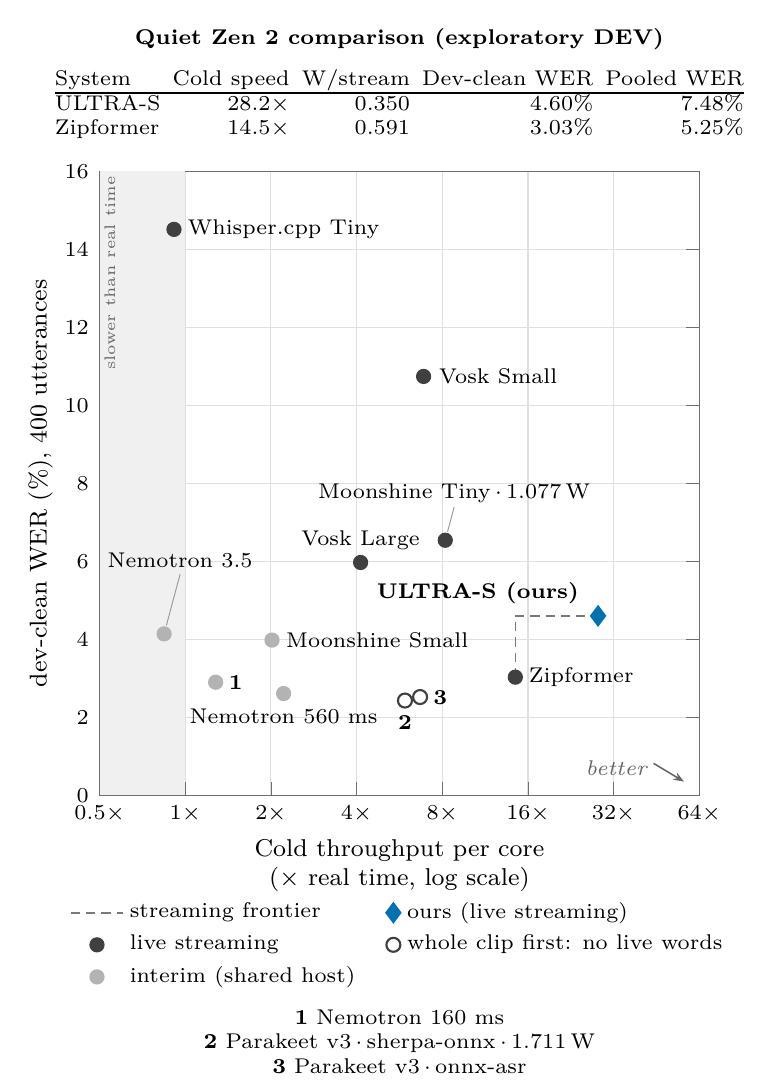 Quiet Zen 2 comparison (exploratory DEV)
System Cold speed W/stream Dev-clean WER Pooled WER
ULTRA-S 28.2× 0.350 4.60% 7.48%
Zipformer 14.5× 0.591 3.03% 5.25%
16
14
12
10
8
6
4
2
0
dev-clean WER (%), 400 utterances
slower than real time
Whisper.cpp Tiny
Vosk Small
Moonshine Tiny · 1.077 W
Vosk Large
Nemotron 3.5
ULTRA-S (ours)
Moonshine Small
Zipformer
1
Nemotron 560 ms
3
2
better
0.5× 1× 2× 4× 8× 16× 32× 64×
Cold throughput per core
(× real time, log scale)
streaming frontier
ours (live streaming)
live streaming
whole clip first: no live words
interim (shared host)
1 Nemotron 160 ms
2 Parakeet v3 · sherpa-onnx · 1.711 W
3 Parakeet v3 · onnx-asr